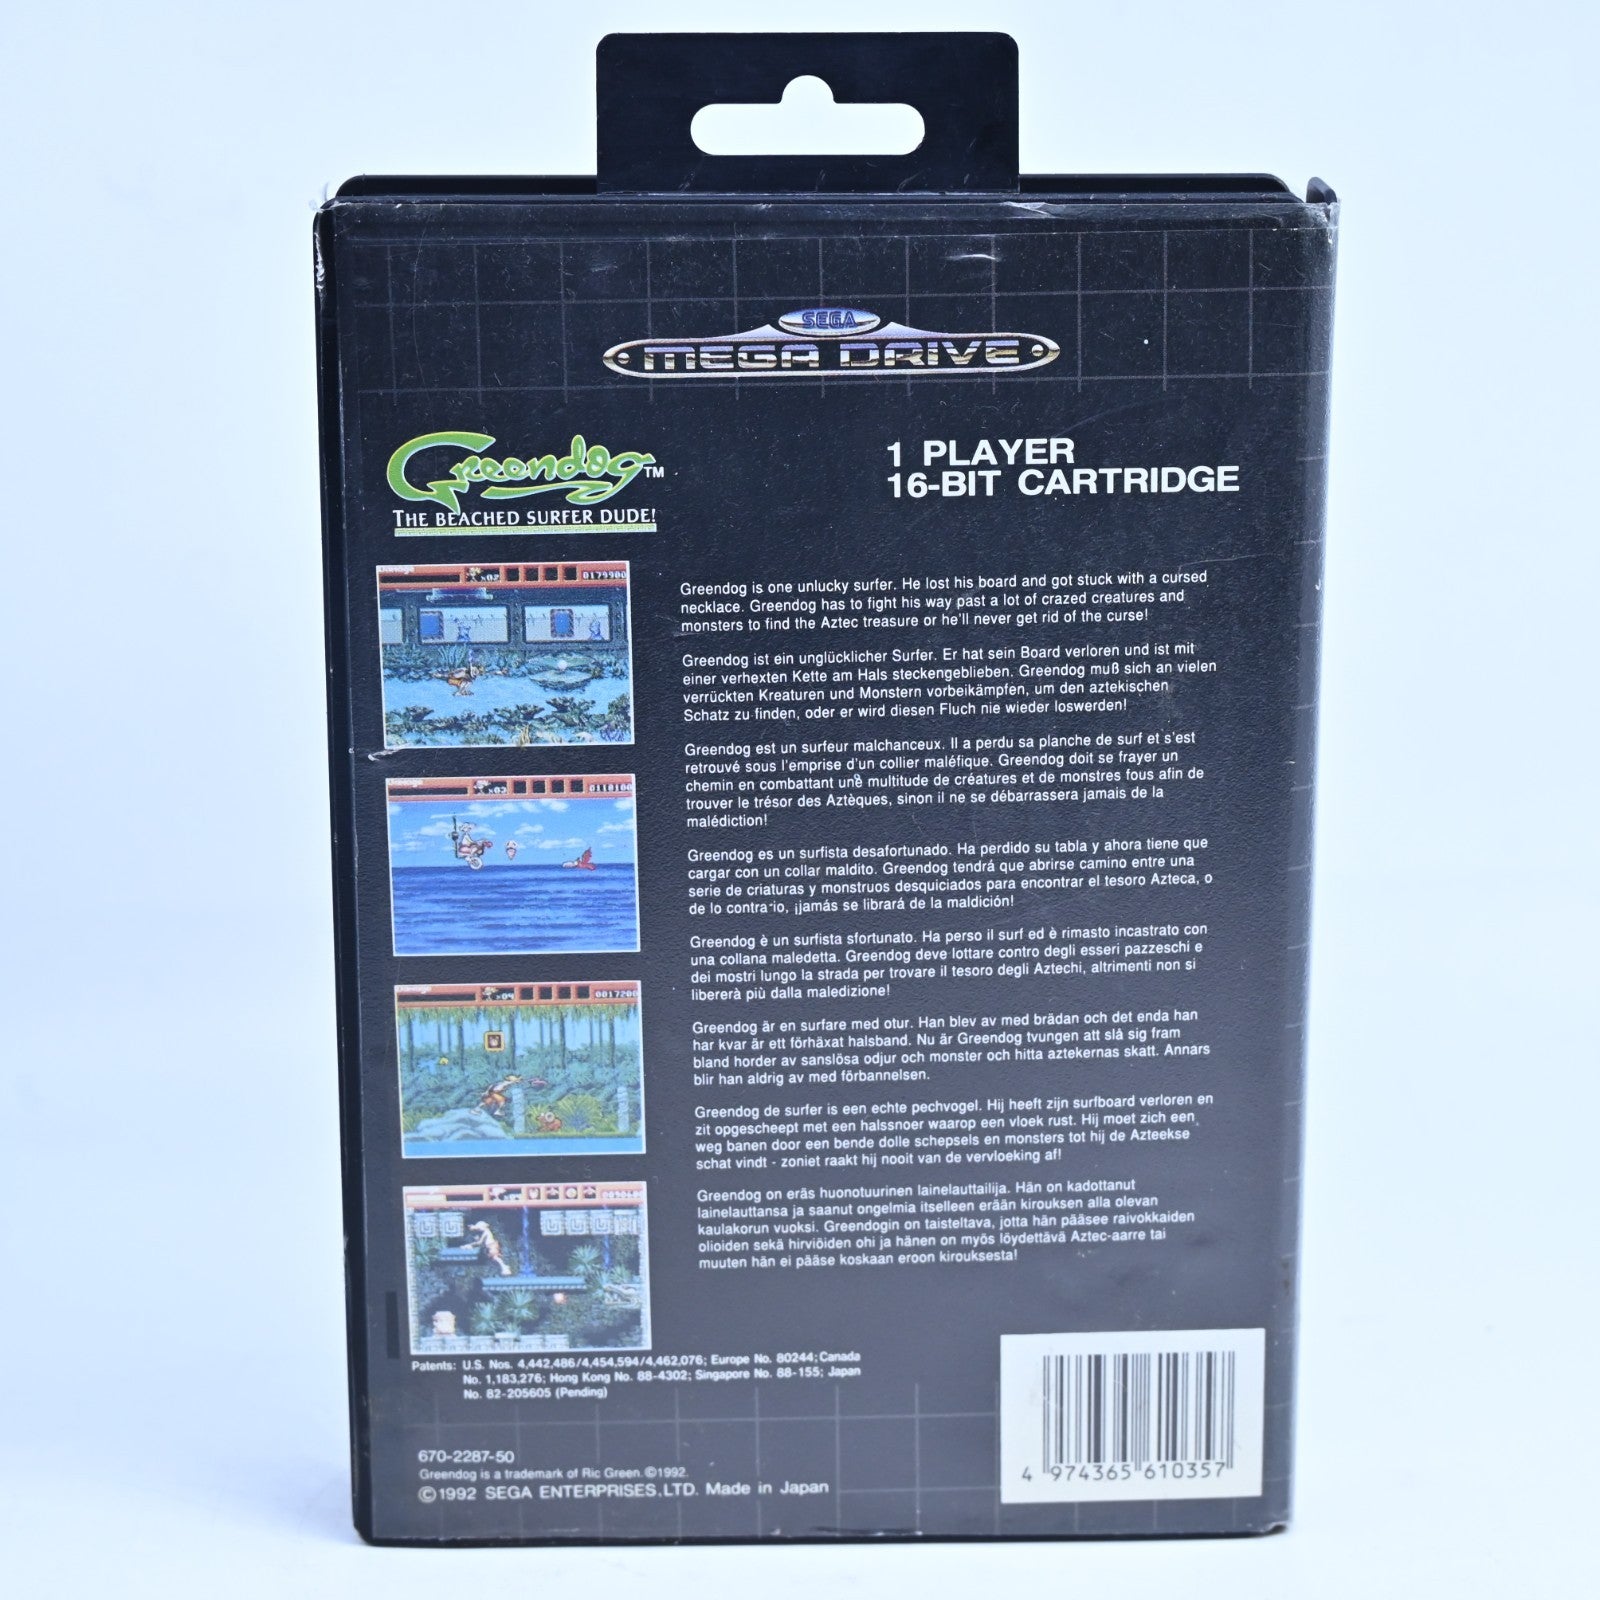 SEGA
MEGA DRIVE
Greendog™
THE BEACHED SURFER DUDE!
1 PLAYER
16-BIT CARTRIDGE
Damage x02 0179900
x03 0110100
x04 0017200
Greendog is one unlucky surfer. He lost his board and got stuck with a cursed
necklace. Greendog has to fight his way past a lot of crazed creatures and
monsters to find the Aztec treasure or he'll never get rid of the curse!
Greendog ist ein unglücklicher Surfer. Er hat sein Board verloren und ist mit
einer verhexten Kette am Hals steckengeblieben. Greendog muß sich an vielen
verrückten Kreaturen und Monstern vorbeikämpfen, um den aztekischen
Schatz zu finden, oder er wird diesen Fluch nie wieder loswerden!
Greendog est un surfeur malchanceux. Il a perdu sa planche de surf et s'est
retrouvé sous l'emprise d'un collier maléfique. Greendog doit se frayer un
chemin en combattant une multitude de créatures et de monstres fous afin de
trouver le trésor des Aztèques, sinon il ne se débarrassera jamais de la
malédiction!
Greendog es un surfista desafortunado. Ha perdido su tabla y ahora tiene que
cargar con un collar maldito. Greendog tendrá que abrirse camino entre una
serie de criaturas y monstruos desquiciados para encontrar el tesoro Azteca, o
de lo contrario, ¡jamás se librará de la maldición!
Greendog è un surfista sfortunato. Ha perso il surf ed è rimasto incastrato con
una collana maledetta. Greendog deve lottare contro degli esseri pazzeschi e
dei mostri lungo la strada per trovare il tesoro degli Aztechi, altrimenti non si
libererà più dalla maledizione!
Greendog är en surfare med otur. Han blev av med brädan och det enda han
har kvar är ett förhäxat halsband. Nu är Greendog tvungen att slå sig fram
bland horder av sanslösa odjur och monster och hitta aztekernas skatt. Annars
blir han aldrig av med förbannelsen.
Greendog de surfer is een echte pechvogel. Hij heeft zijn surfboard verloren en
zit opgescheept met een halssnoer waarop een vloek rust. Hij moet zich een
weg banen door een bende dolle schepsels en monsters tot hij de Azteekse
schat vindt - zoniet raakt hij nooit van de vervloeking af!
Greendog on eräs huonotuurinen lainelauttailija. Hän on kadottanut
lainelauttansa ja saanut ongelmia itselleen erään kirouksen alla olevan
kaulakorun vuoksi. Greendogin on taisteltava, jotta hän pääsee raivokkaiden
olioiden sekä hirviöiden ohi ja hänen on myös löydettävä Aztec-aarre tai
muuten hän ei pääse koskaan eroon kirouksesta!
Patents: U.S. Nos. 4,442,486/4,454,594/4,462,076; Europe No. 80244; Canada
No. 1,183,276; Hong Kong No. 88-4302; Singapore No. 88-155; Japan
No. 82-205605 (Pending)
670-2287-50
Greendog is a trademark of Ric Green ©1992.
©1992 SEGA ENTERPRISES,LTD. Made in Japan
4 974365 610357